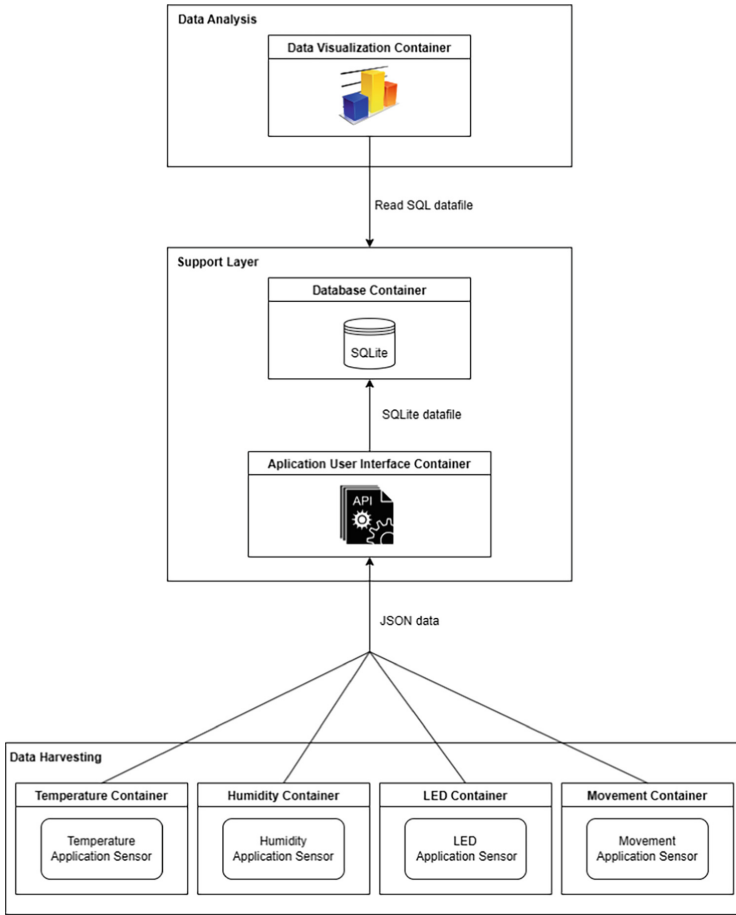 Data Analysis
Data Visualization Container
Read SQL datafile
Support Layer
Database Container
SQLite
SQLite datafile
Aplication User Interface Container
API
JSON data
Data Harvesting
Temperature Container
Humidity Container
LED Container
Movement Container
Temperature
Application Sensor
Humidity
Application Sensor
LED
Application Sensor
Movement
Application Sensor